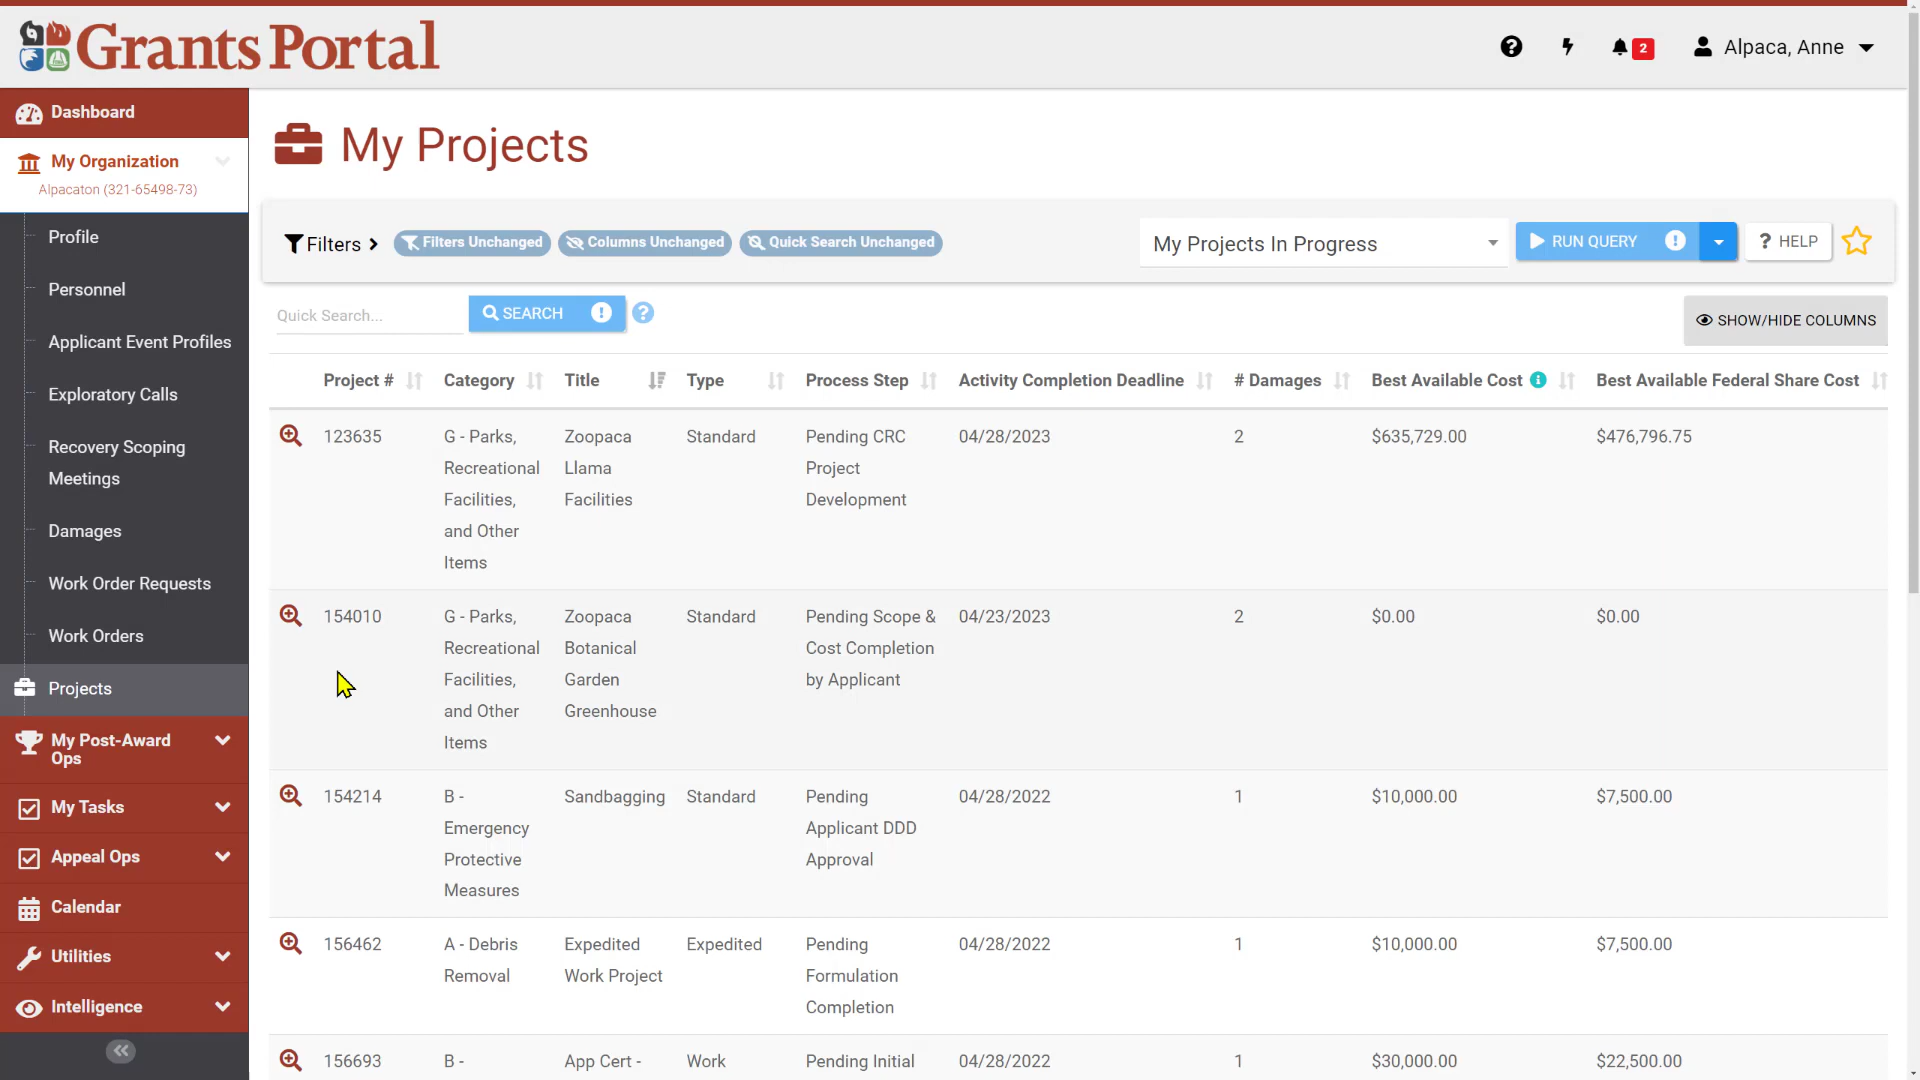 Grants Portal
2
Alpaca, Anne
Dashboard
My Organization
Alpacaton (321-65498-73)
Profile
Personnel
Applicant Event Profiles
Exploratory Calls
Recovery Scoping
Meetings
Damages
Work Order Requests
Work Orders
Projects
My Post-Award
Ops
My Tasks
Appeal Ops
Calendar
Utilities
Intelligence
My Projects
Filters
Filters Unchanged
Columns Unchanged
Quick Search Unchanged
My Projects In Progress
RUN QUERY
? HELP
Quick Search...
SEARCH
SHOW/HIDE COLUMNS
Project # Category Title Type Process Step Activity Completion Deadline # Damages Best Available Cost Best Available Federal Share Cost
123635 G - Parks, Zoopaca Standard Pending CRC 04/28/2023 2 $635,729.00 $476,796.75
Recreational Llama Project
Facilities, Facilities Development
and Other
Items
154010 G - Parks, Zoopaca Standard Pending Scope & 04/23/2023 2 $0.00 $0.00
Recreational Botanical Cost Completion
Facilities, Garden by Applicant
and Other Greenhouse
Items
154214 B - Sandbagging Standard Pending 04/28/2022 1 $10,000.00 $7,500.00
Emergency Applicant DDD
Protective Approval
Measures
156462 A - Debris Expedited Expedited Pending 04/28/2022 1 $10,000.00 $7,500.00
Removal Work Project Formulation
Completion
156693 B - App Cert - Work Pending Initial 04/28/2022 1 $30,000.00 $22,500.00